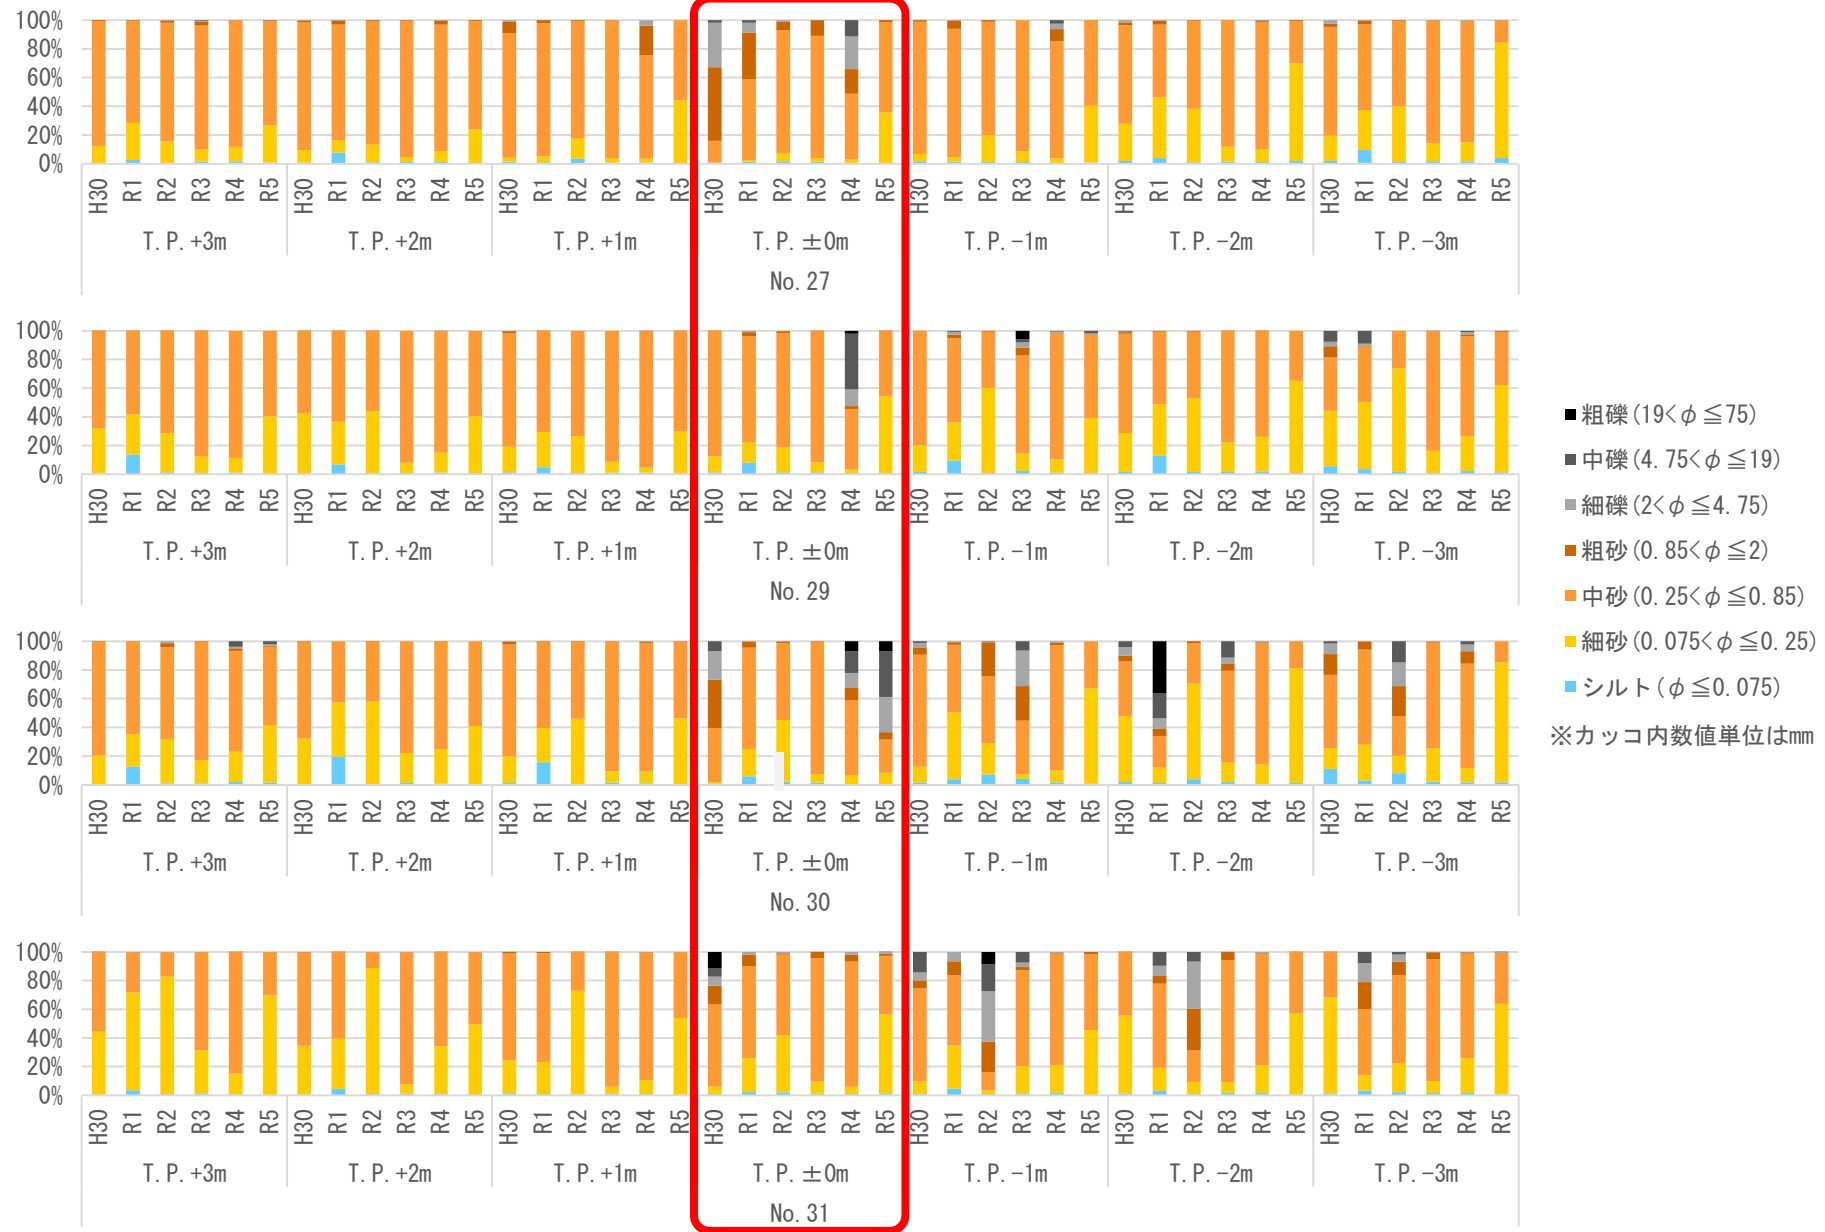 100%
80%
60%
40%
20%
0%
H30 R1 R2 R3 R4 R5 H30 R1 R2 R3 R4 R5 H30 R1 R2 R3 R4 R5 H30 R1 R2 R3 R4 R5 H30 R1 R2 R3 R4 R5 H30 R1 R2 R3 R4 R5 H30 R1 R2 R3 R4 R5
T.P.+3m T.P.+2m T.P.+1m T.P.±0m T.P.-1m T.P.-2m T.P.-3m
No.27
100%
80%
60%
40%
20%
0%
H30 R1 R2 R3 R4 R5 H30 R1 R2 R3 R4 R5 H30 R1 R2 R3 R4 R5 H30 R1 R2 R3 R4 R5 H30 R1 R2 R3 R4 R5 H30 R1 R2 R3 R4 R5 H30 R1 R2 R3 R4 R5
T.P.+3m T.P.+2m T.P.+1m T.P.±0m T.P.-1m T.P.-2m T.P.-3m
No.29
100%
80%
60%
40%
20%
0%
H30 R1 R2 R3 R4 R5 H30 R1 R2 R3 R4 R5 H30 R1 R2 R3 R4 R5 H30 R1 R2 R3 R4 R5 H30 R1 R2 R3 R4 R5 H30 R1 R2 R3 R4 R5 H30 R1 R2 R3 R4 R5
T.P.+3m T.P.+2m T.P.+1m T.P.±0m T.P.-1m T.P.-2m T.P.-3m
No.30
100%
80%
60%
40%
20%
0%
H30 R1 R2 R3 R4 R5 H30 R1 R2 R3 R4 R5 H30 R1 R2 R3 R4 R5 H30 R1 R2 R3 R4 R5 H30 R1 R2 R3 R4 R5 H30 R1 R2 R3 R4 R5 H30 R1 R2 R3 R4 R5
T.P.+3m T.P.+2m T.P.+1m T.P.±0m T.P.-1m T.P.-2m T.P.-3m
No.31
粗礫(19<φ≦75)
中礫(4.75<φ≦19)
細礫(2<φ≦4.75)
粗砂(0.85<φ≦2)
中砂(0.25<φ≦0.85)
細砂(0.075<φ≦0.25)
シルト(φ≦0.075)
※カッコ内数値単位はmm